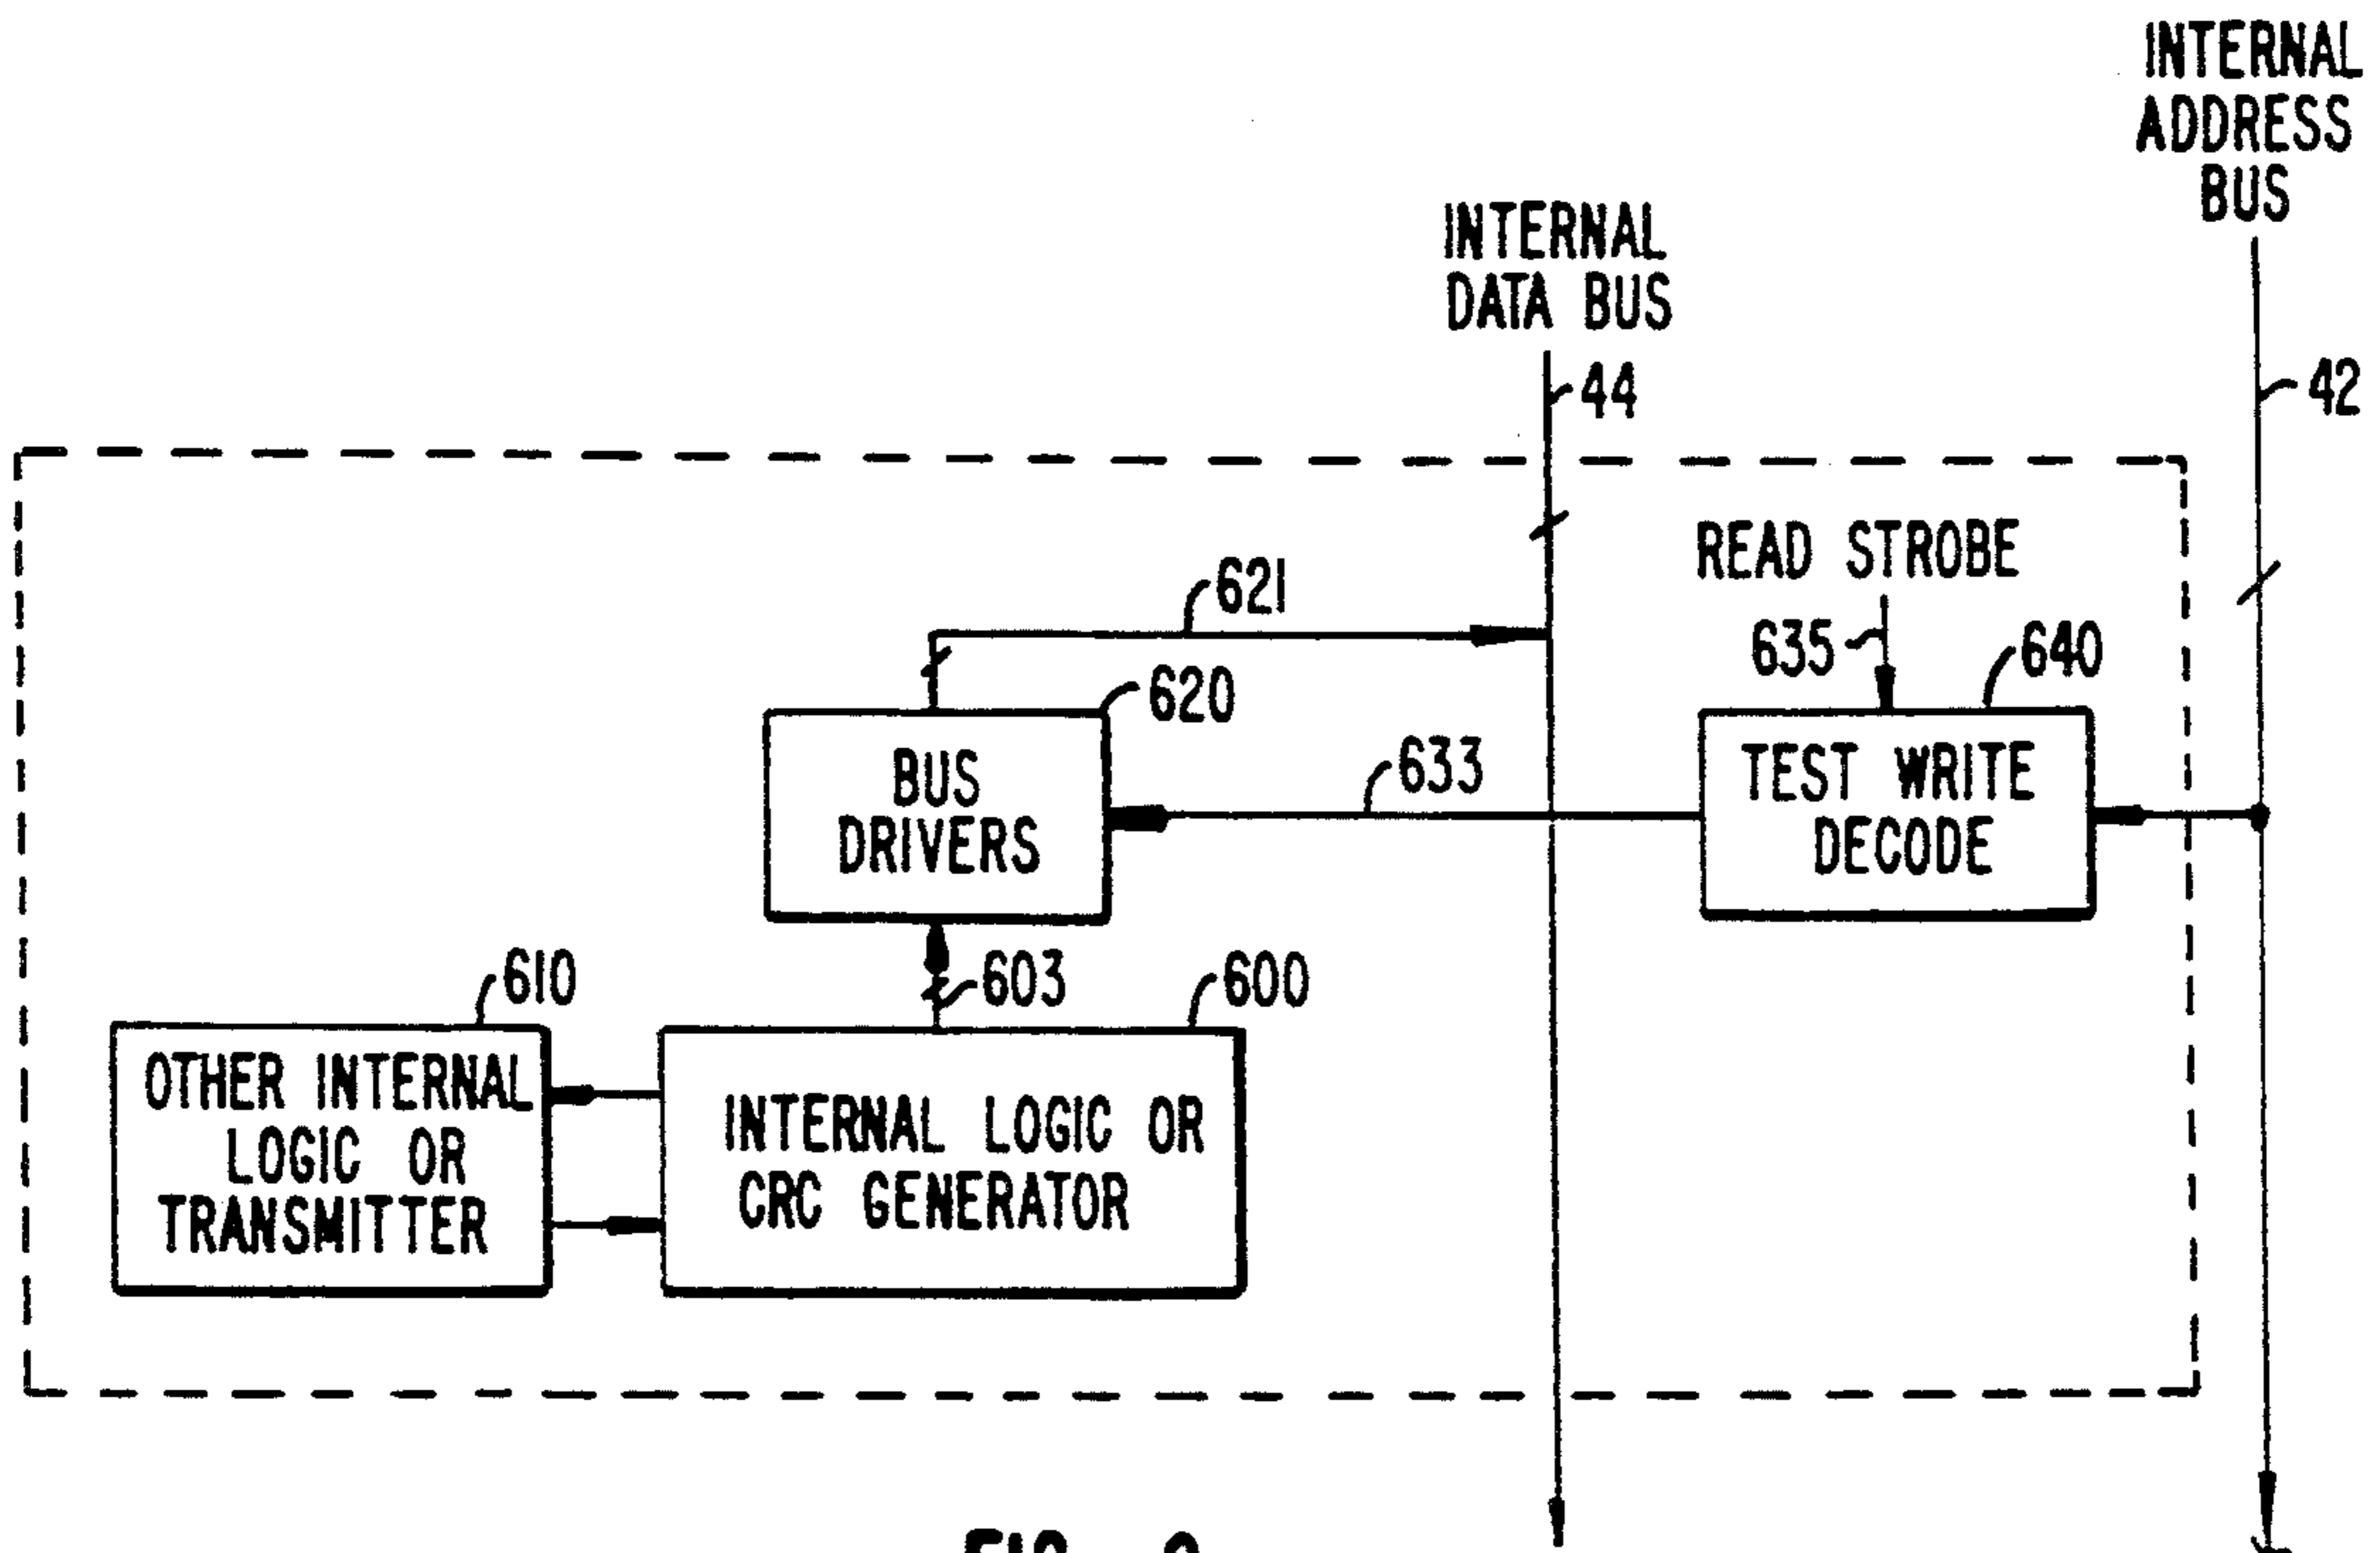 INTERNAL
ADDRESS
BUS
INTERNAL
DATA BUS
44
42
READ STROBE
621
635
640
620
BUS
DRIVERS
633
TEST WRITE
DECODE
610
603
600
OTHER INTERNAL
LOGIC OR
TRANSMITTER
INTERNAL LOGIC OR
CRC GENERATOR